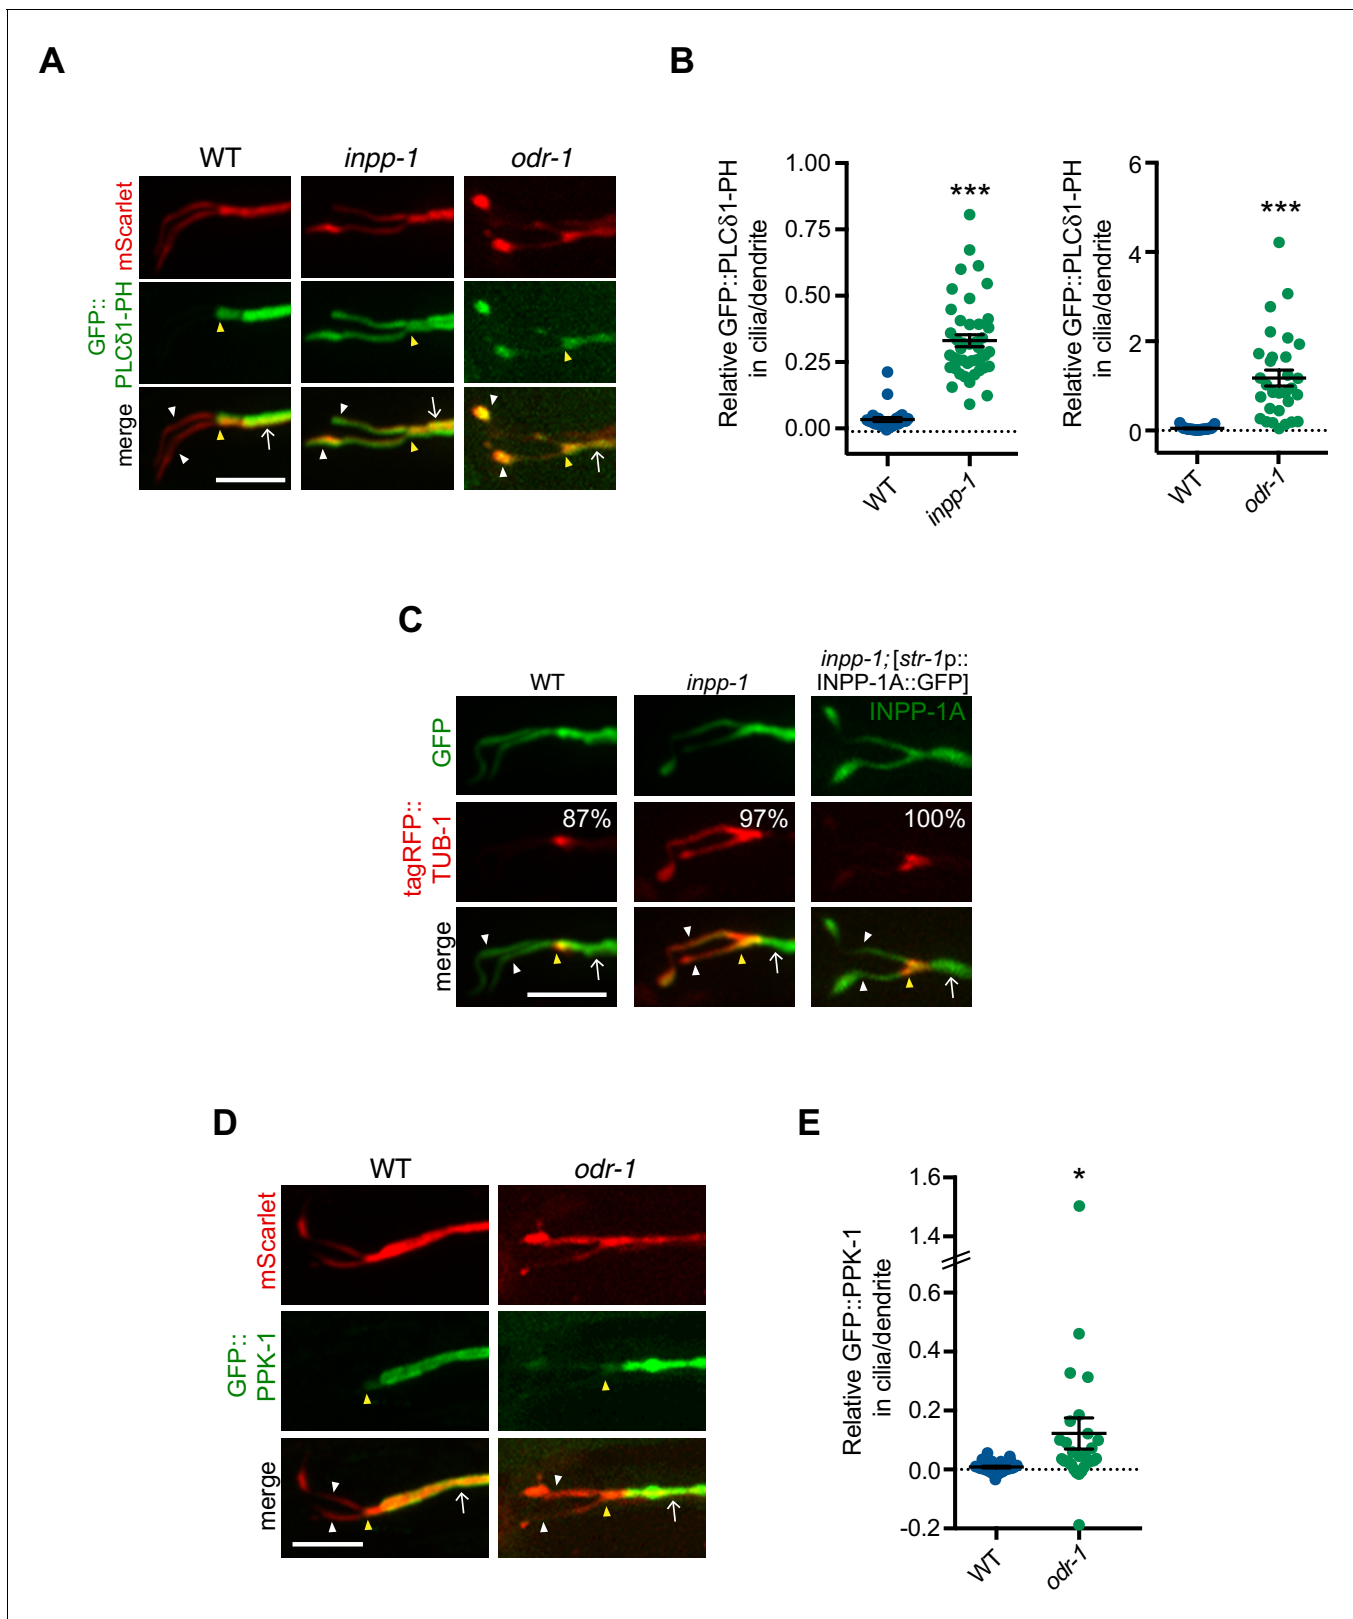 A
WT
inpp-1
odr-1
mScarlet
GFP::
PLCδ1-PH
merge
B
Relative GFP::PLCδ1-PH
in cilia/dendrite
1.00
0.75
0.50
0.25
0.00
***
WT
inpp-1
Relative GFP::PLCδ1-PH
in cilia/dendrite
6
4
2
0
***
WT
odr-1
C
WT
inpp-1
inpp-1;[str-1p::
INPP-1A::GFP]
INPP-1A
GFP
tagRFP::
TUB-1
87%
97%
100%
merge
D
WT
odr-1
mScarlet
GFP::
PPK-1
merge
E
Relative GFP::PPK-1
in cilia/dendrite
1.6
1.4
0.6
0.4
0.2
0.0
-0.2
*
WT
odr-1